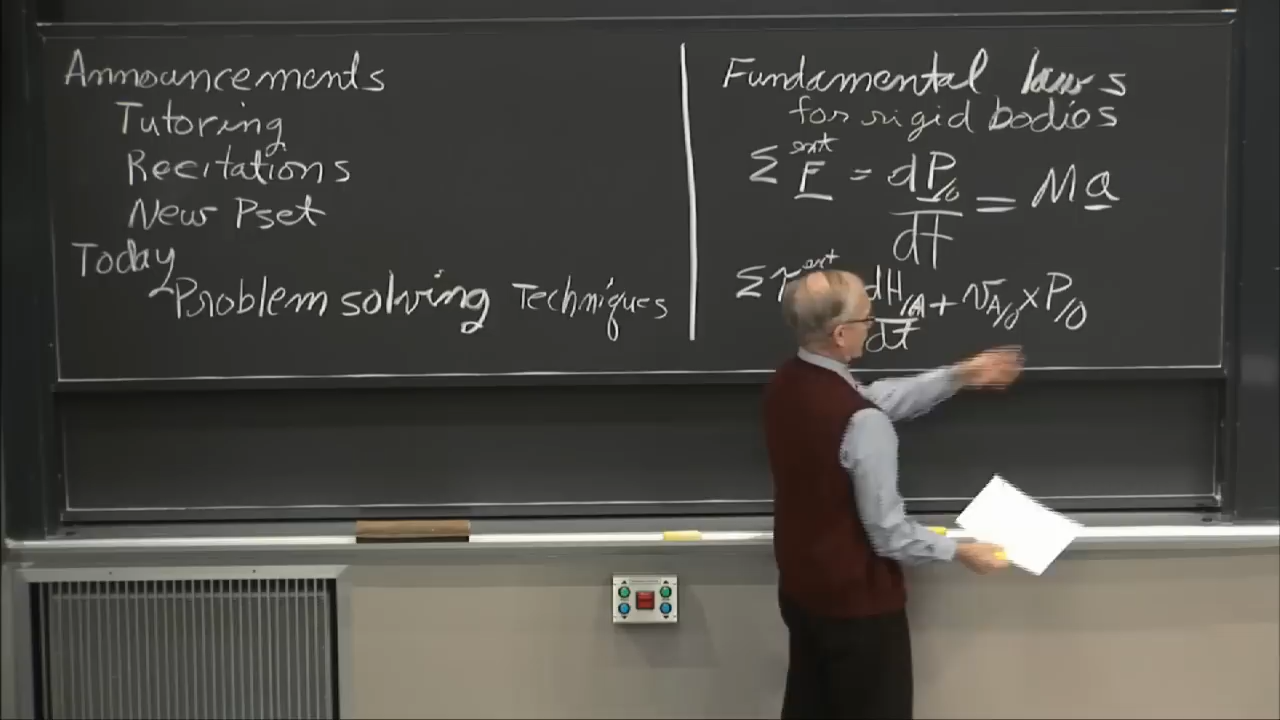 Announcements
Tutoring
Recitations
New Pset
Today
Problem solving Techniques
Fundamental laws
for rigid bodies
Σ F^ext = dP/o / dt = Ma
Σ τ^ext dH/A / dt + v_A/o × P/o